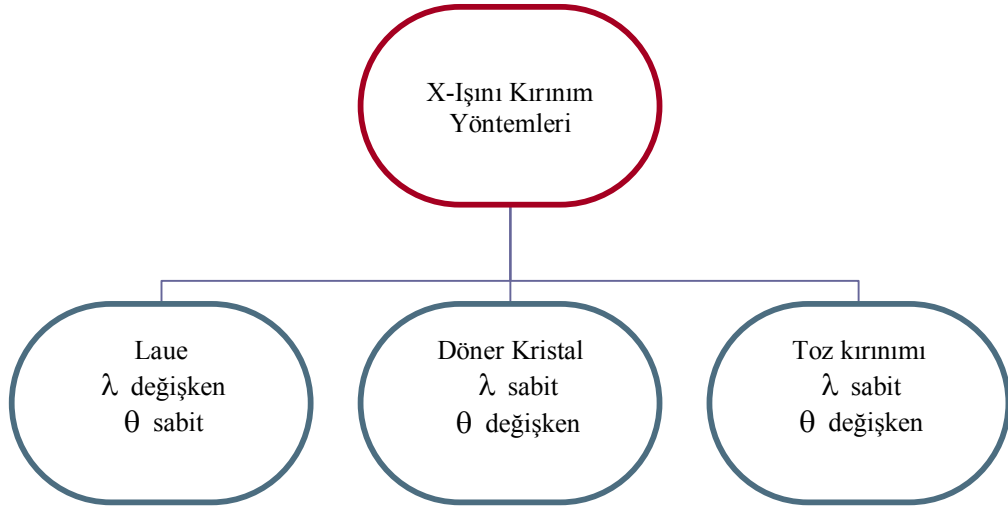 X-Işını Kırınım
Yöntemleri
Laue
λ değişken
θ sabit
Döner Kristal
λ sabit
θ değişken
Toz kırınımı
λ sabit
θ değişken